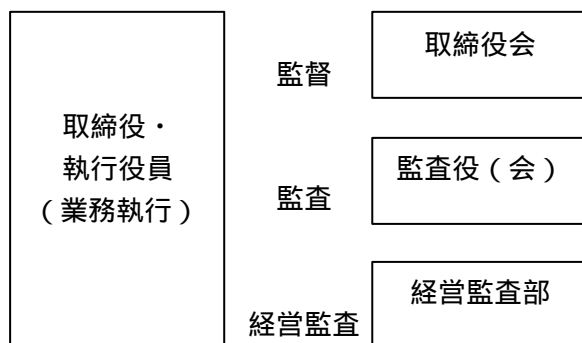 取締役・
執行役員
（業務執行）
監督
取締役会
監査
監査役（会）
経営監査
経営監査部